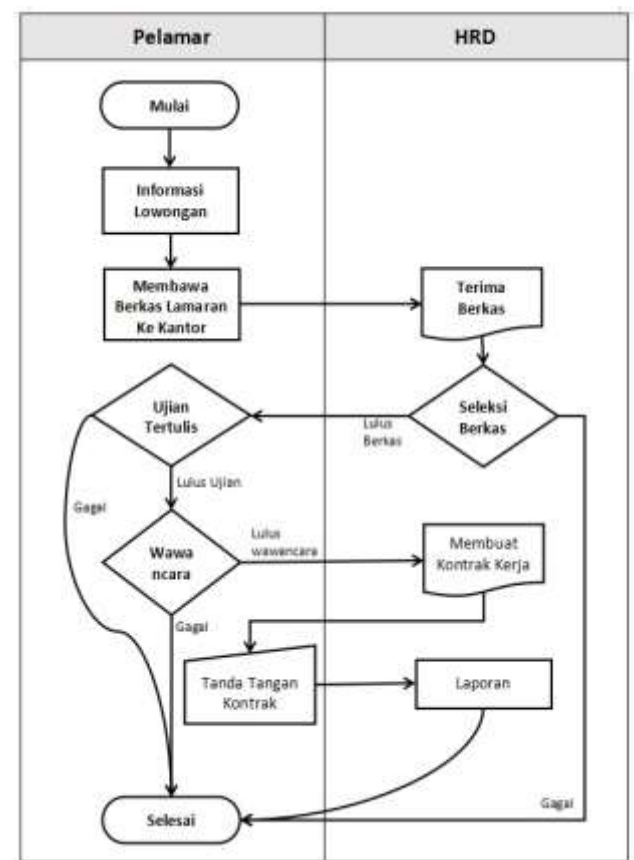 Pelamar
HRD
Mulai
Informasi
Lowongan
Membawa
Berkas Lamaran
Ke Kantor
Terima
Berkas
Ujian
Tertulis
Seleksi
Berkas
Lulus
Berkas
Lulus Ujian
Gagal
Wawa
ncara
Lulus
wawencara
Membuat
Kontrak Kerja
Gagal
Tanda Tangan
Kontrak
Laporan
Selesai
Gagal